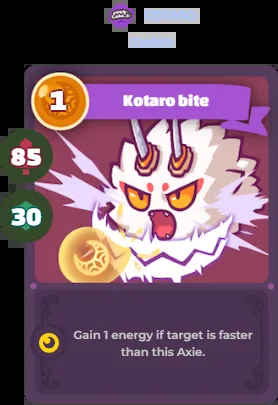 1
Kotaro bite
85
30
Gain 1 energy if target is faster
than this Axie.